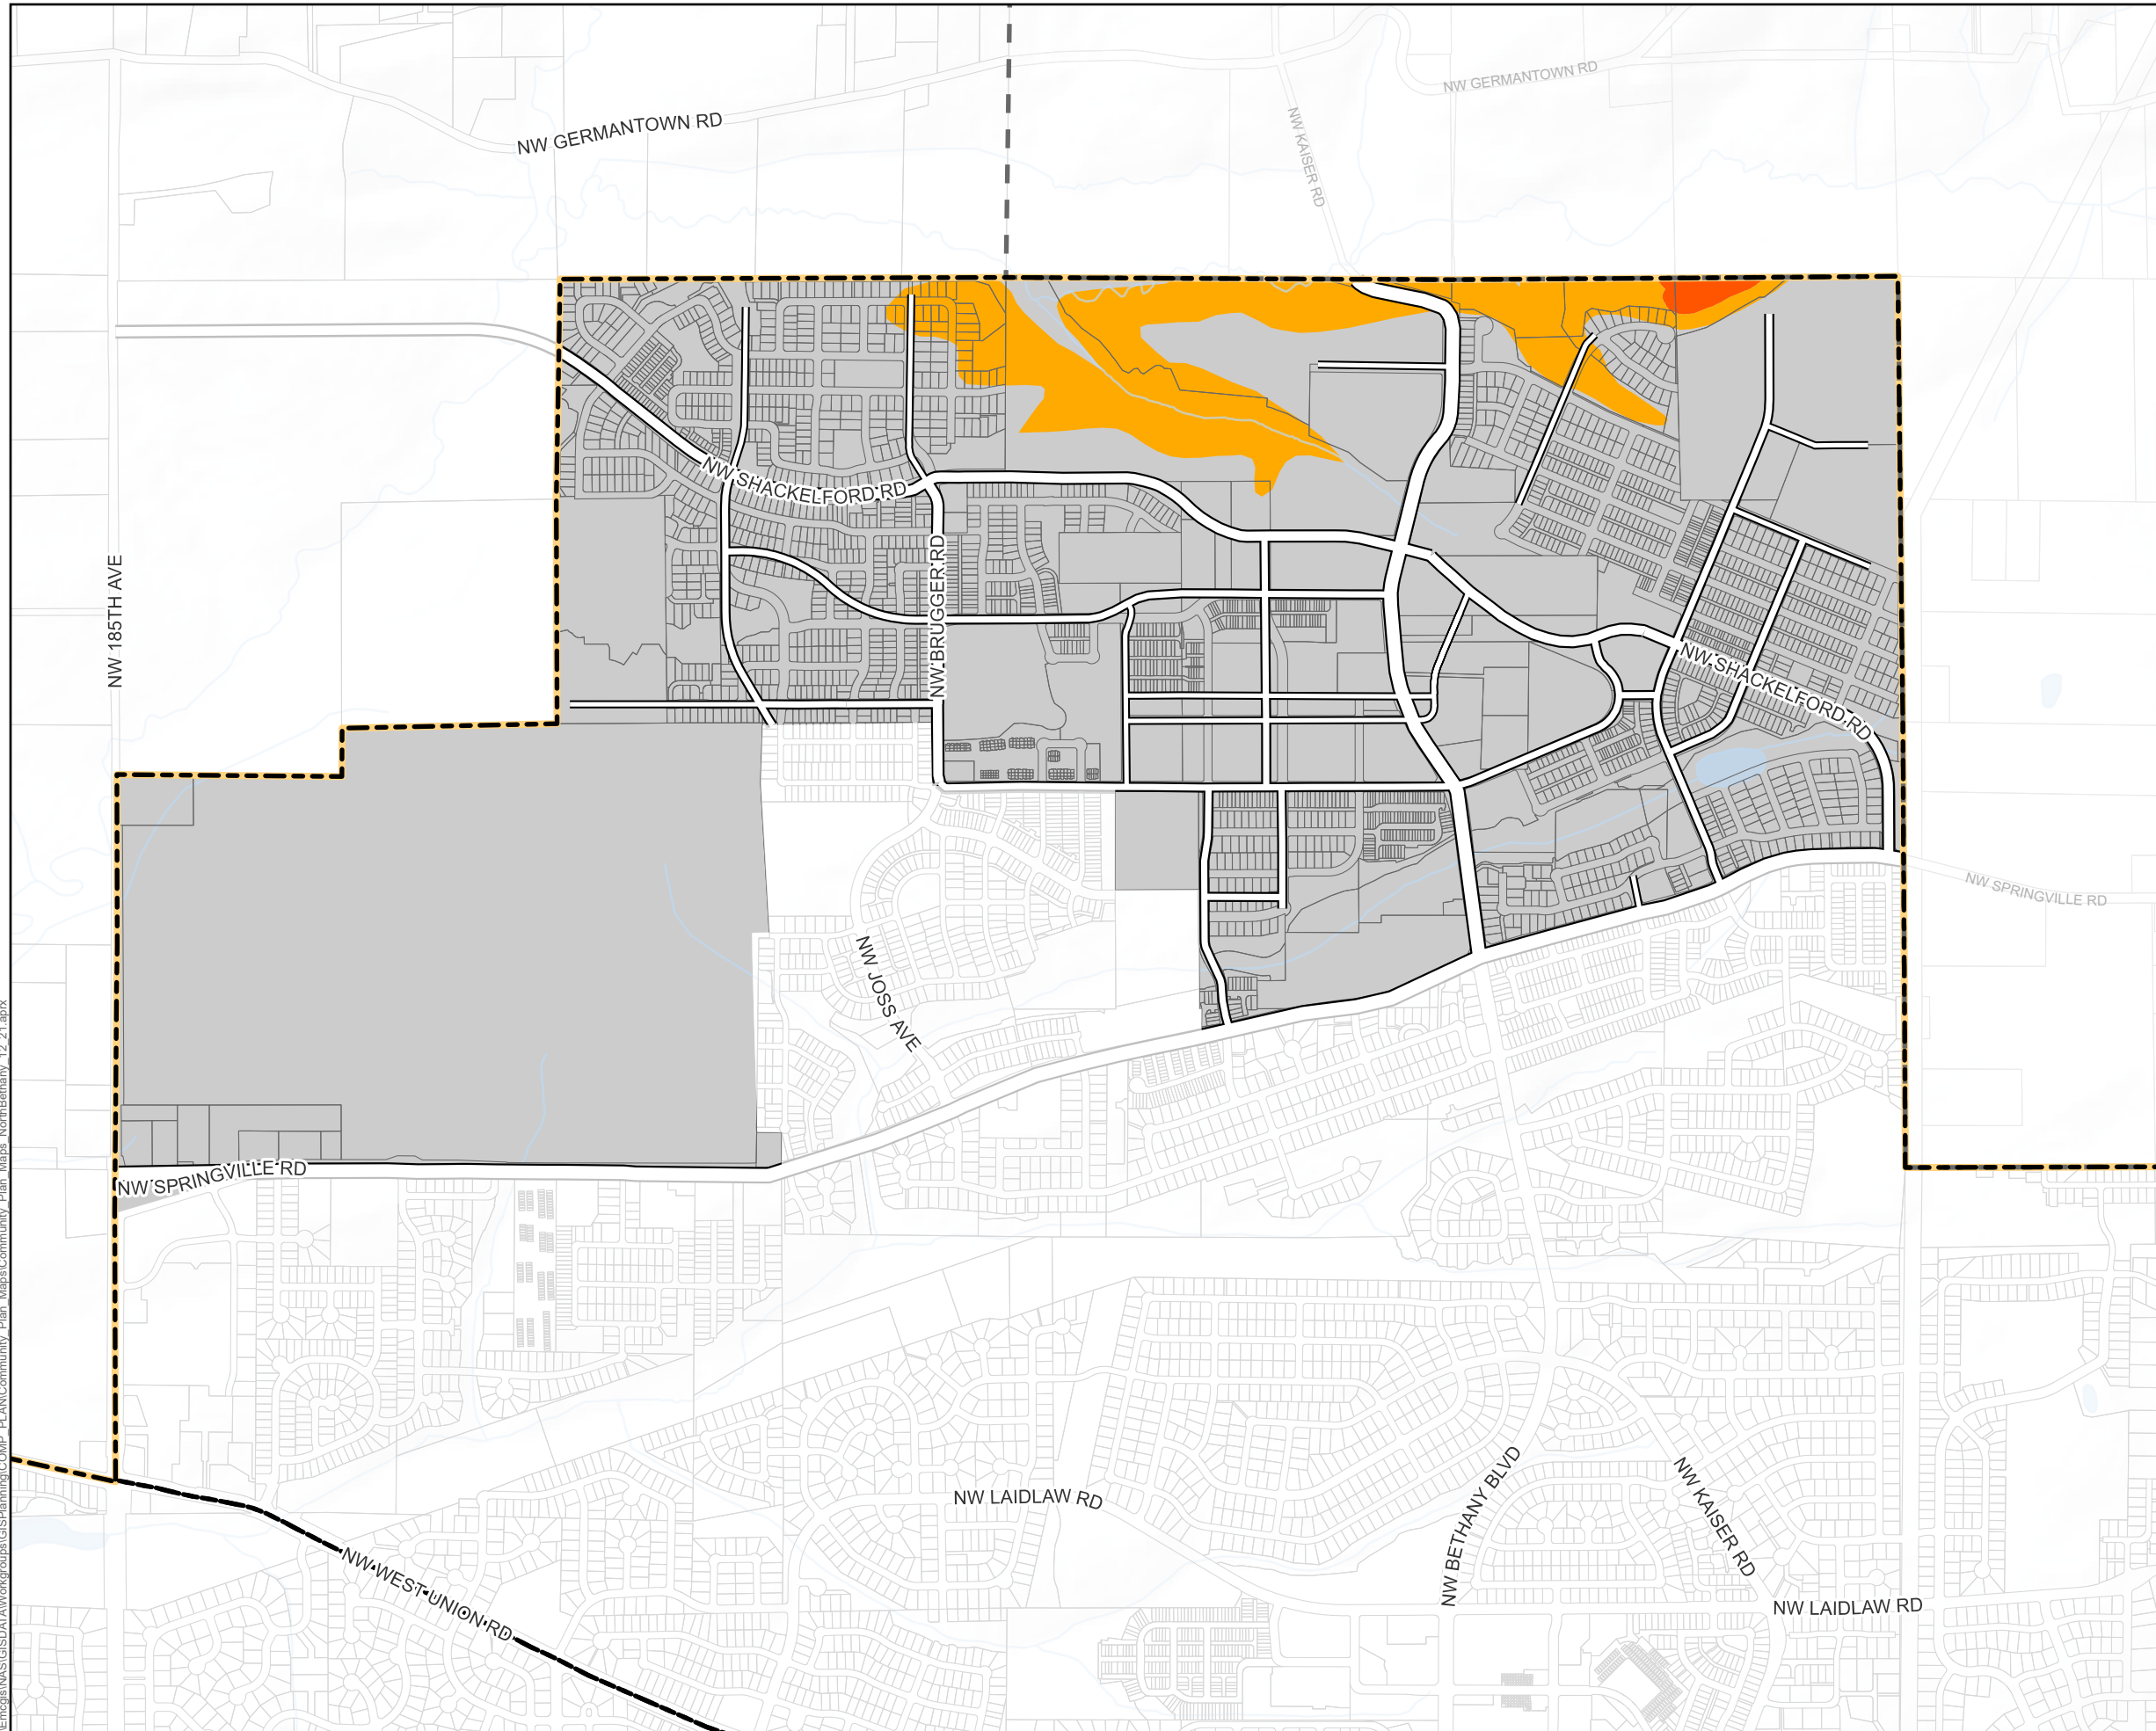 NW GERMANTOWN RD
NW GERMANTOWN RD
NW KAISER RD
NW SHACKELFORD RD
NW BRUGGER RD
NW 185TH AVE
NW SHACKELFORD RD
NW SPRINGVILLE RD
NW JOSS AVE
NW SPRINGVILLE RD
NW LAIDLAW RD
NW BETHANY BLVD
NW KAISER RD
NW WEST UNION RD
NW LAIDLAW RD